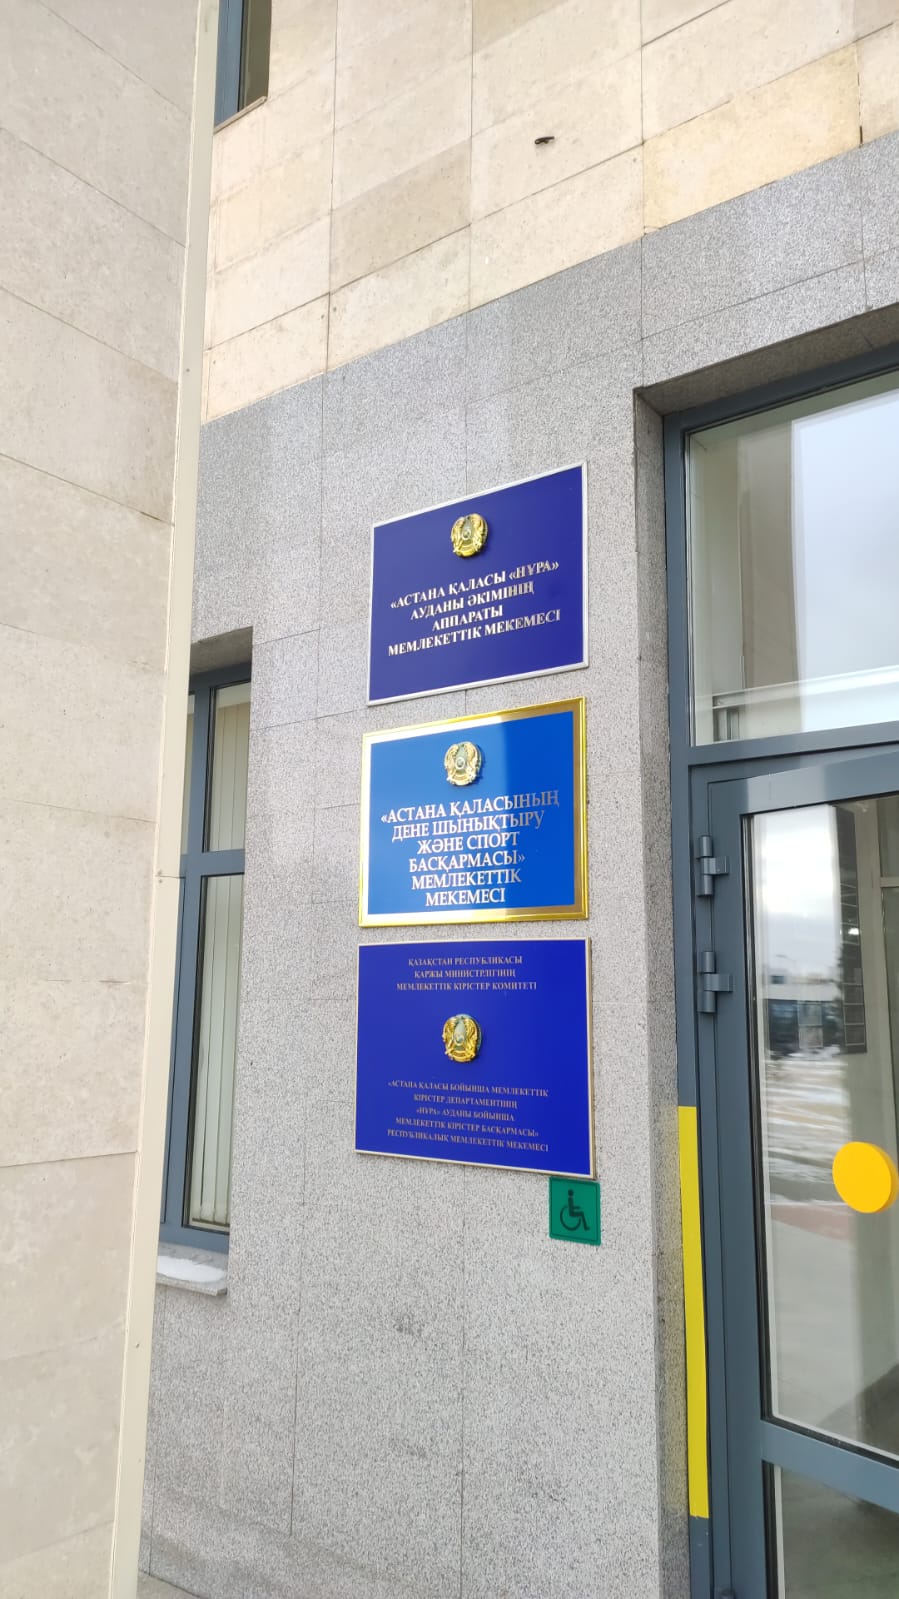 «АСТАНА ҚАЛАСЫ «НҰРА»
АУДАНЫ ӘКІМІНІҢ
АППАРАТЫ
МЕМЛЕКЕТТІК МЕКЕМЕСІ
«АСТАНА ҚАЛАСЫНЫҢ
ДЕНЕ ШЫНЫҚТЫРУ
ЖӘНЕ СПОРТ
БАСҚАРМАСЫ»
МЕМЛЕКЕТТІК
МЕКЕМЕСІ
ҚАЗАҚСТАН РЕСПУБЛИКАСЫ
ҚАРЖЫ МИНИСТРЛІГІНІҢ
МЕМЛЕКЕТТІК КІРІСТЕР КОМИТЕТІ
«АСТАНА ҚАЛАСЫ БОЙЫНША МЕМЛЕКЕТТІК
КІРІСТЕР ДЕПАРТАМЕНТІНІҢ
«НҰРА» АУДАНЫ БОЙЫНША
МЕМЛЕКЕТТІК КІРІСТЕР БАСҚАРМАСЫ»
РЕСПУБЛИКАЛЫҚ МЕМЛЕКЕТТІК МЕКЕМЕСІ